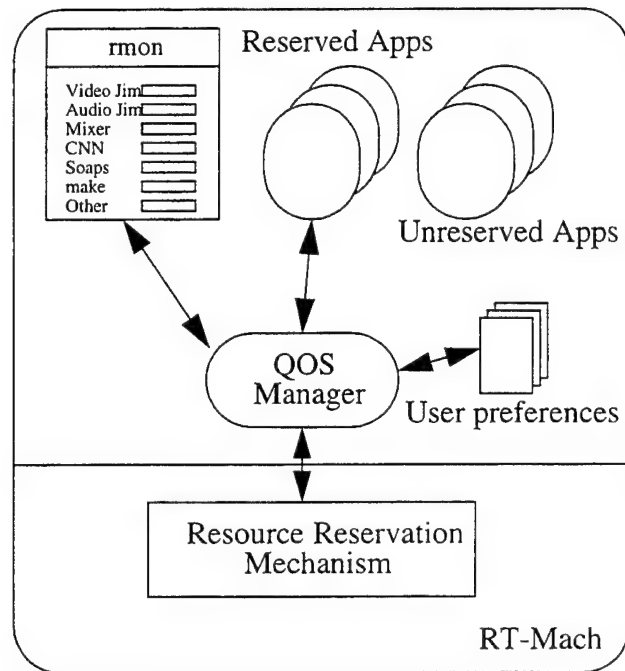 rmon
Video Jim
Audio Jim
Mixer
CNN
Soaps
make
Other
Reserved Apps
Unreserved Apps
QOS
Manager
User preferences
Resource Reservation
Mechanism
RT-Mach